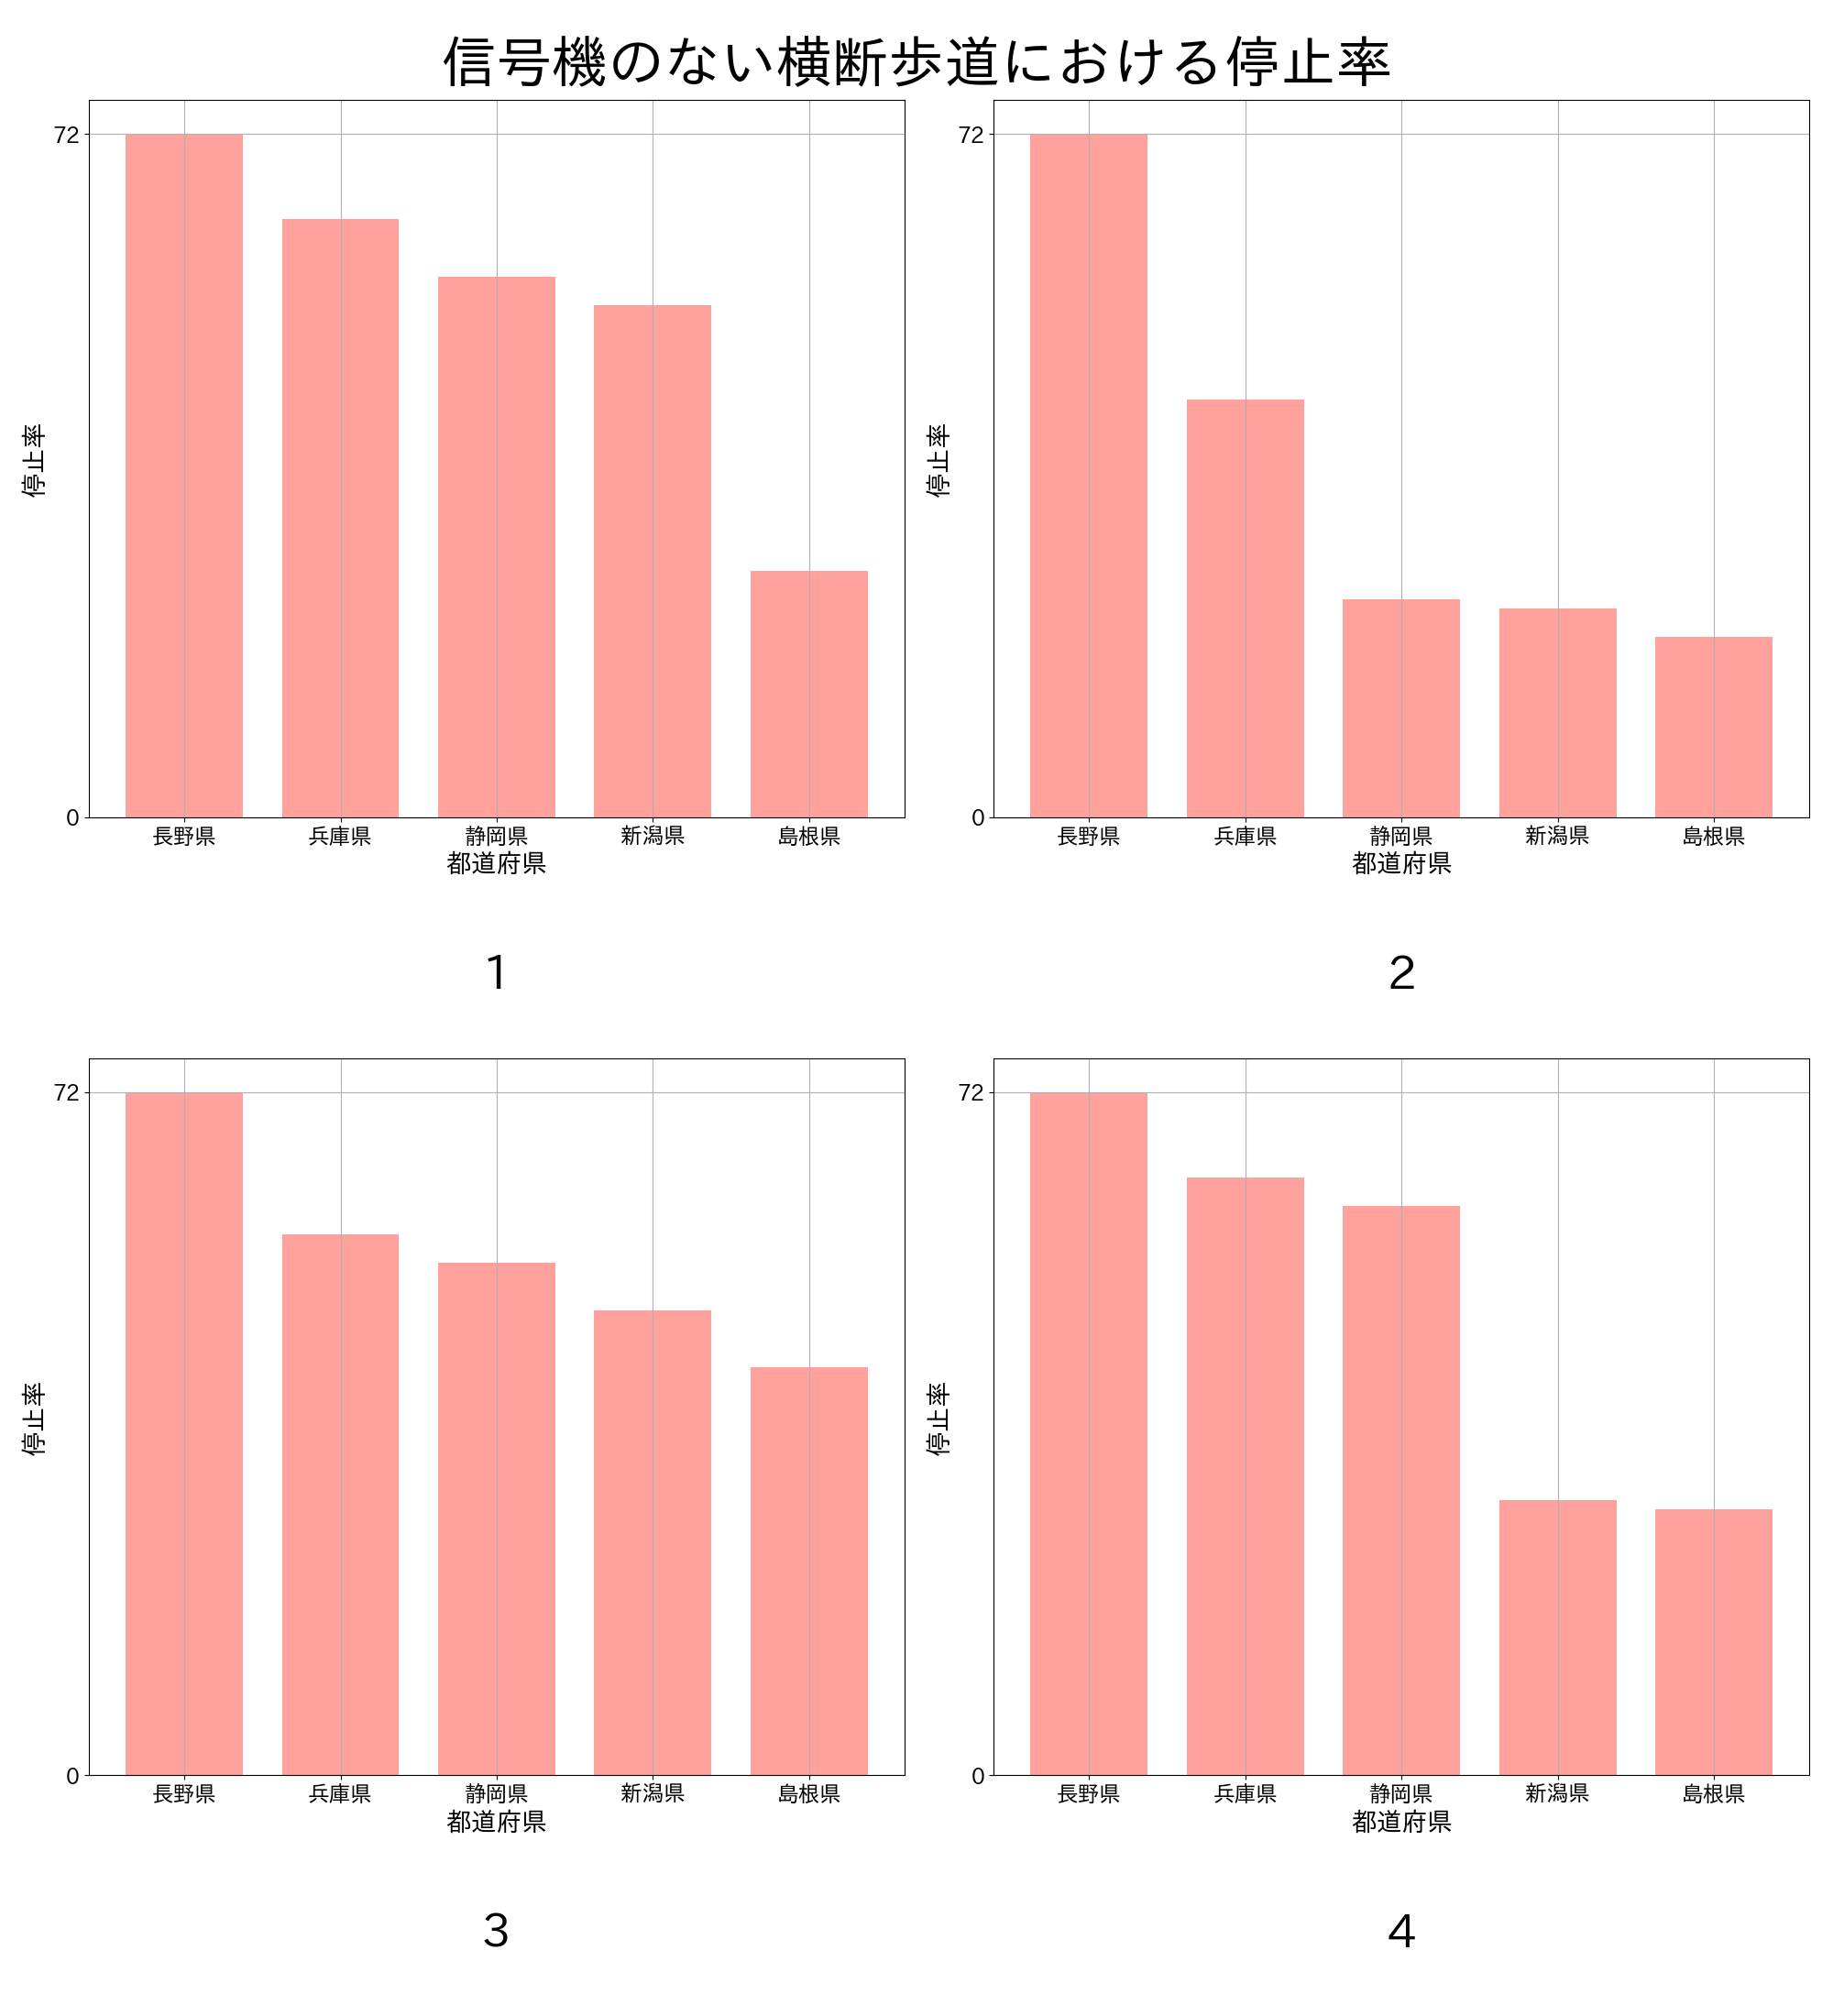 信号機のない横断歩道における停止率
72
0
停止率
長野県 兵庫県 静岡県 新潟県 島根県
都道府県
1
72
0
停止率
長野県 兵庫県 静岡県 新潟県 島根県
都道府県
2
72
0
停止率
長野県 兵庫県 静岡県 新潟県 島根県
都道府県
3
72
0
停止率
長野県 兵庫県 静岡県 新潟県 島根県
都道府県
4